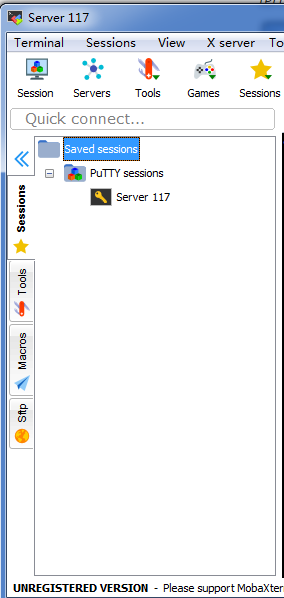 Server 117
Terminal Sessions View X server
Session Servers Tools Games Sessions
Quick connect...
Saved sessions
PuTTY sessions
Server 117
Sessions
Tools
Macros
Sftp
UNREGISTERED VERSION - Please support MobaXter